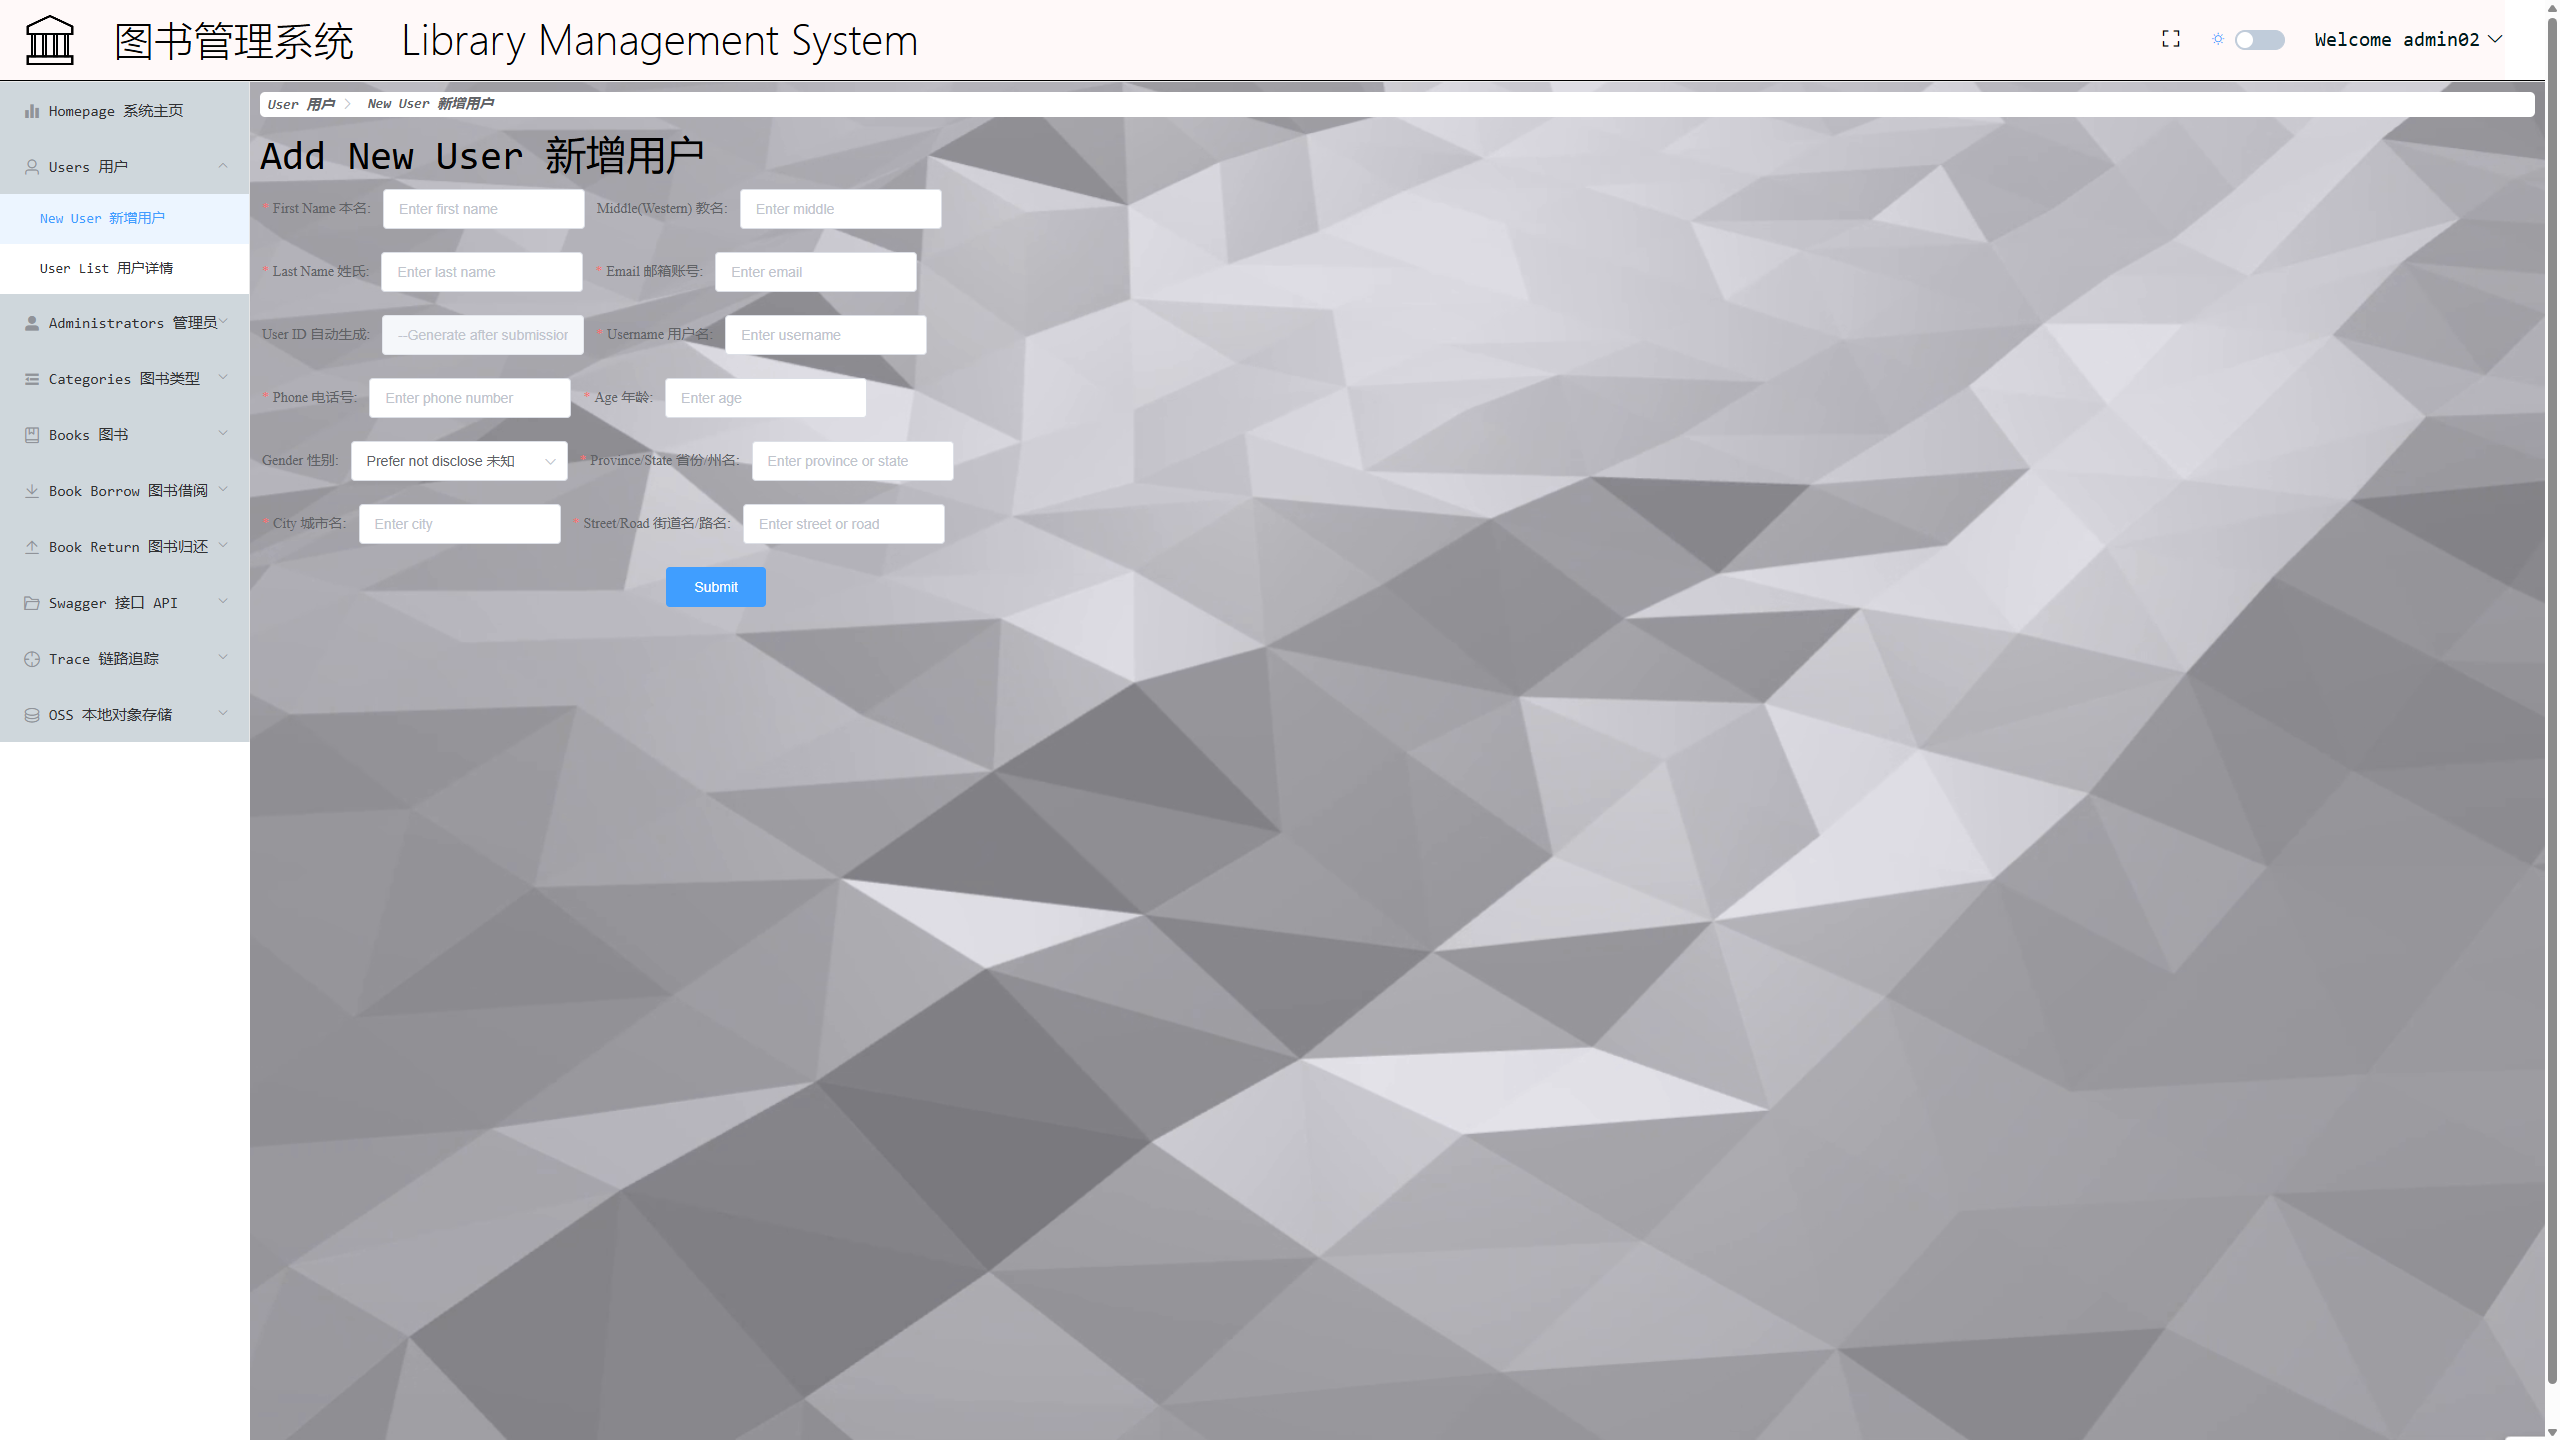 图书管理系统 Library Management System
Welcome admin02
Homepage 系统主页
Users 用户
New User 新增用户
User List 用户详情
Administrators 管理员
Categories 图书类型
Books 图书
Book Borrow 图书借阅
Book Return 图书归还
Swagger 接口 API
Trace 链路追踪
OSS 本地对象存储
User 用户 New User 新增用户
Add New User 新增用户
* First Name 本名: Enter first name Middle(Western) 教名: Enter middle
* Last Name 姓氏: Enter last name * Email 邮箱账号: Enter email
User ID 自动生成: --Generate after submission * Username 用户名: Enter username
* Phone 电话号: Enter phone number * Age 年龄: Enter age
Gender 性别: Prefer not disclose 未知 * Province/State 省份/州名: Enter province or state
* City 城市名: Enter city * Street/Road 街道名/路名: Enter street or road
Submit